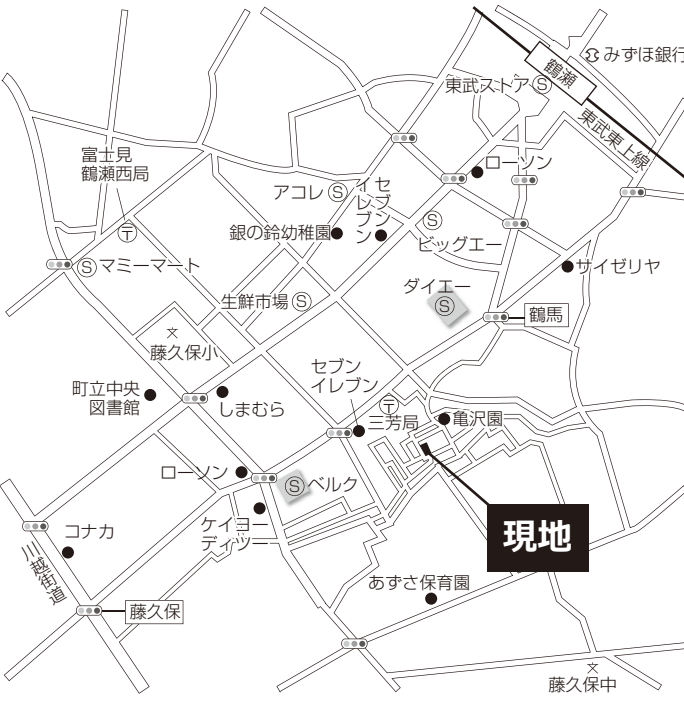 みずほ銀行
鶴瀬
東武ストア Ⓢ
東武東上線
富士見
鶴瀬西局
〒
ローソン
アコレ Ⓢ
セブン
イレブン
銀の鈴幼稚園
Ⓢ
ビッグエー
Ⓢ マミーマート
サイゼリヤ
ダイエー
Ⓢ
生鮮市場 Ⓢ
鶴馬
文
藤久保小
セブン
イレブン
町立中央
図書館
しまむら
〒
三芳局
亀沢園
ローソン
Ⓢ ベルク
ケイヨー
デイツー
コナカ
川越街道
現地
あずさ保育園
藤久保
文
藤久保中